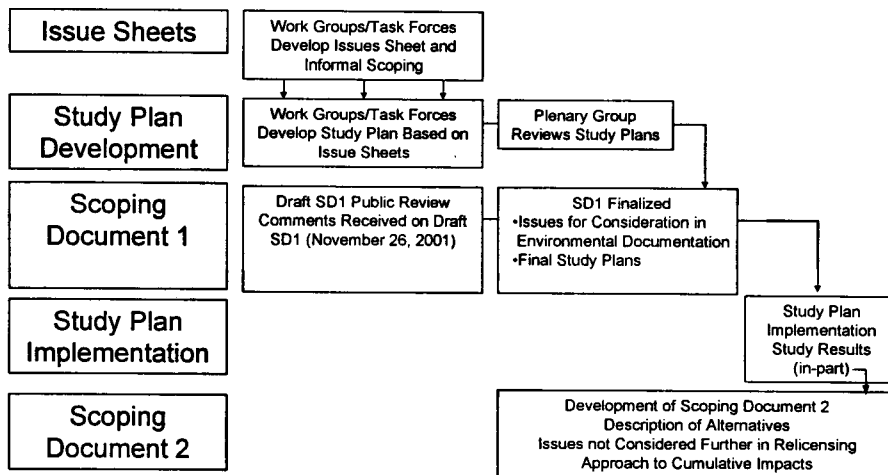 Issue Sheets
Work Groups/Task Forces
Develop Issues Sheet and
Informal Scoping
Study Plan
Development
Work Groups/Task Forces
Develop Study Plan Based on
Issue Sheets
Plenary Group
Reviews Study Plans
Scoping
Document 1
Draft SD1 Public Review
Comments Received on Draft
SD1 (November 26, 2001)
SD1 Finalized
•Issues for Consideration in
Environmental Documentation
•Final Study Plans
Study Plan
Implementation
Study Plan
Implementation
Study Results
(in-part)
Scoping
Document 2
Development of Scoping Document 2
Description of Alternatives
Issues not Considered Further in Relicensing
Approach to Cumulative Impacts